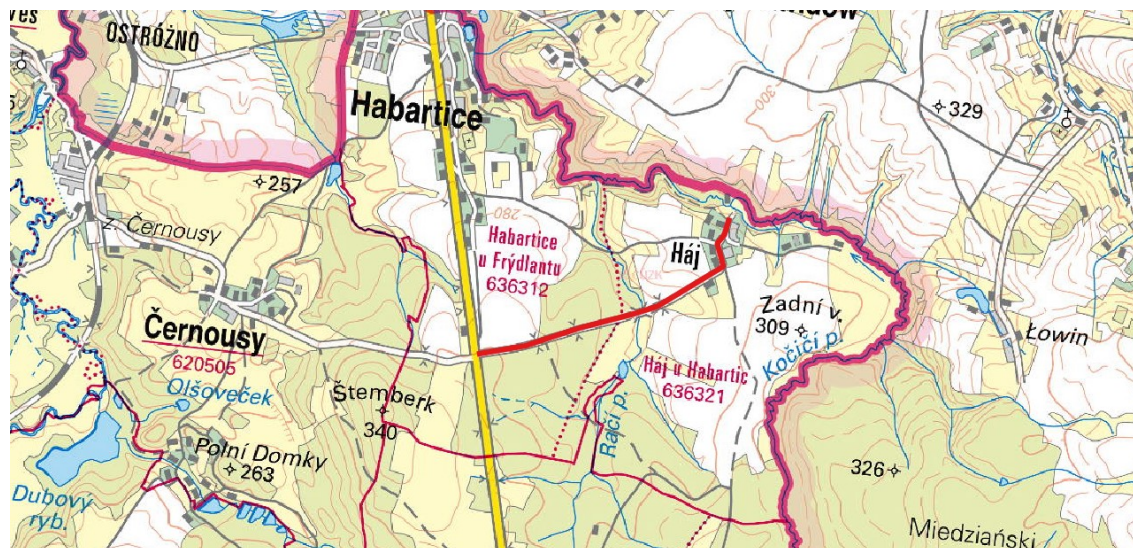 OSTRÓŻNO
Habartice
329
300
257
z. Černousy
280
Habartice
u Frýdlantu
636312
Háj
Zadní v.
309
Černousy
620505
Olšoveček
Štemberk
340
Háj u Habartic
636321
Kočičí p.
Łowin
Račí p.
Polní Domky
263
326
Dubový
ryb.
Miedziański